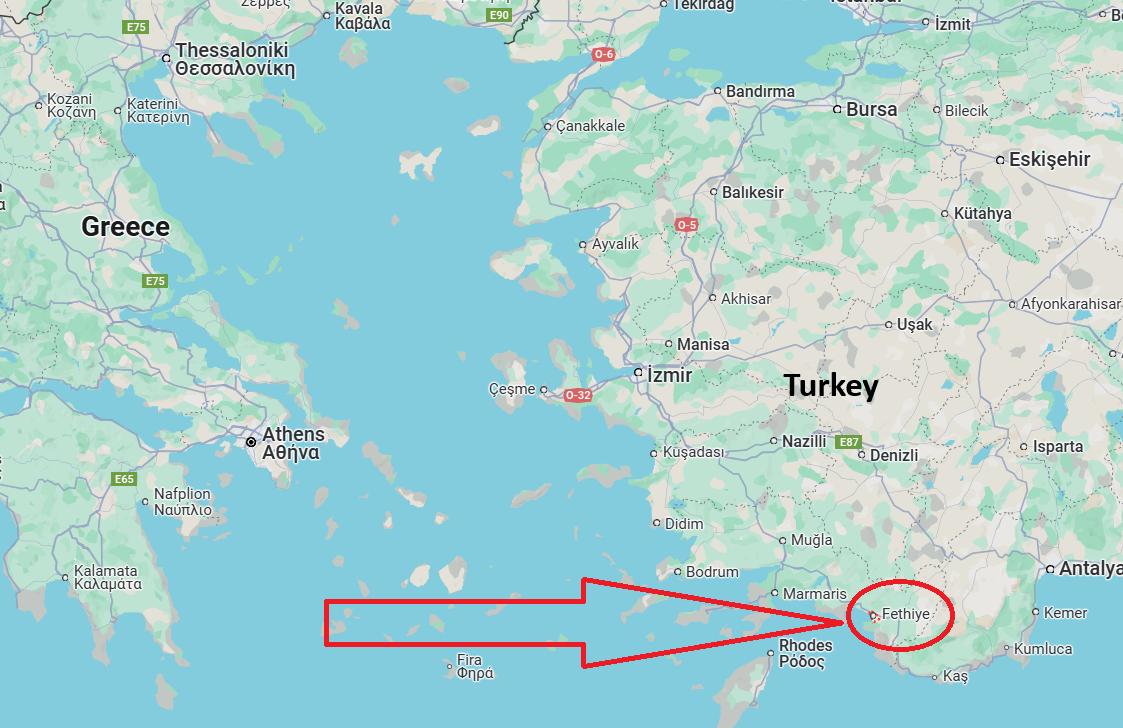 Σέρρες
Kavala
Καβάλα
E90
Tekirdağ
İstanbul
İzmit
E75
O-6
Thessaloniki
Θεσσαλονίκη
Kozani
Κοζάνη
Katerini
Κατερίνη
Bandırma
Bursa
Bilecik
Çanakkale
Eskişehir
Balıkesir
Kütahya
Greece
O-5
Ayvalık
E75
Akhisar
Afyonkarahisar
Uşak
Manisa
İzmir
Çeşme
O-32
Turkey
Athens
Αθήνα
Nazilli
E87
Denizli
Isparta
Kuşadası
E65
Nafplion
Ναύπλιο
Didim
Muğla
Kalamata
Καλαμάτα
Bodrum
Antalya
Marmaris
Fethiye
Kemer
Rhodes
Ρόδος
Kumluca
Fira
Φηρά
Kaş